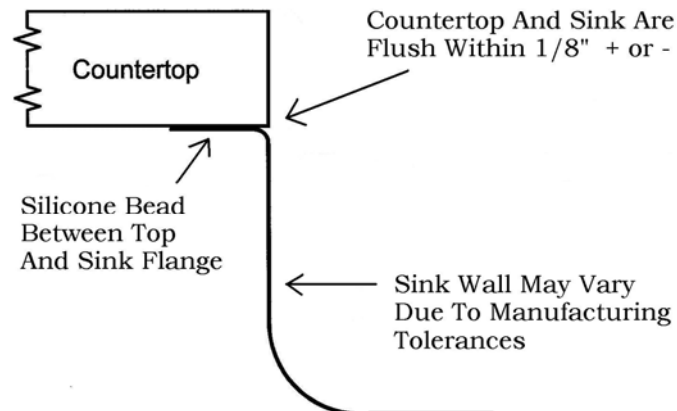 Countertop And Sink Are
Flush Within 1/8" + or -
Countertop
Silicone Bead
Between Top
And Sink Flange
Sink Wall May Vary
Due To Manufacturing
Tolerances